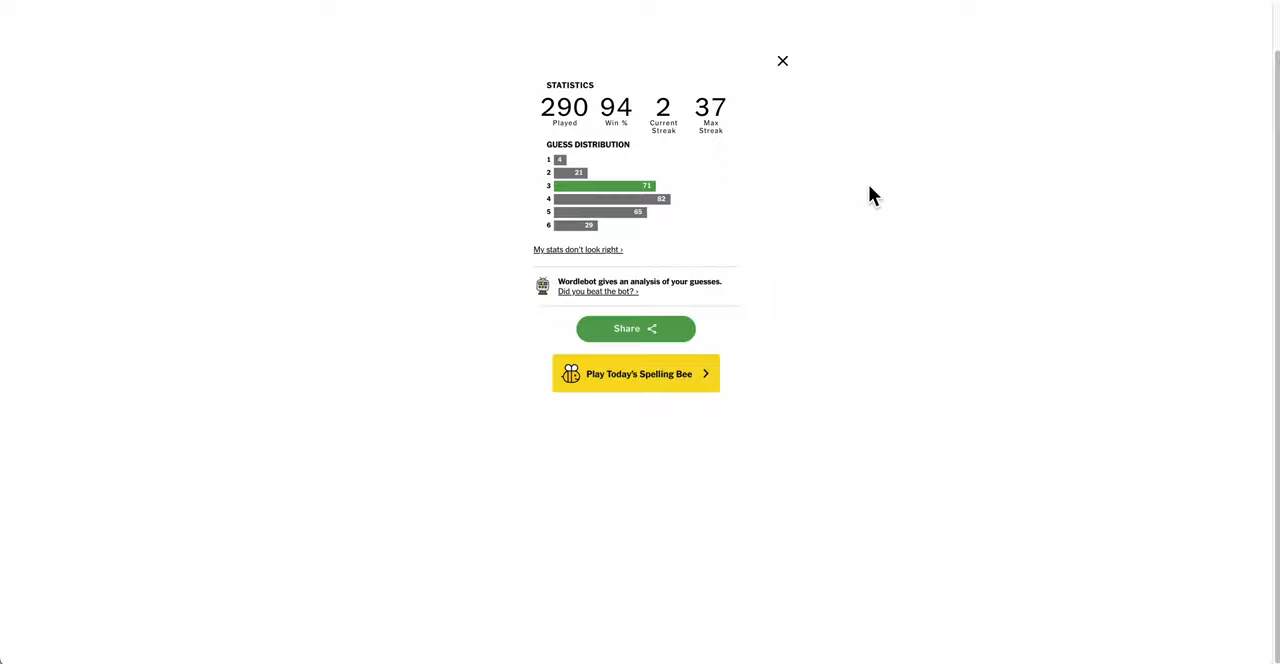 STATISTICS
290 94 2 37
Played Win % Current Streak Max Streak
GUESS DISTRIBUTION
1 4
2 21
3 71
4 82
5 65
6 29
My stats don't look right ›
Wordlebot gives an analysis of your guesses.
Did you beat the bot? ›
Share
Play Today's Spelling Bee